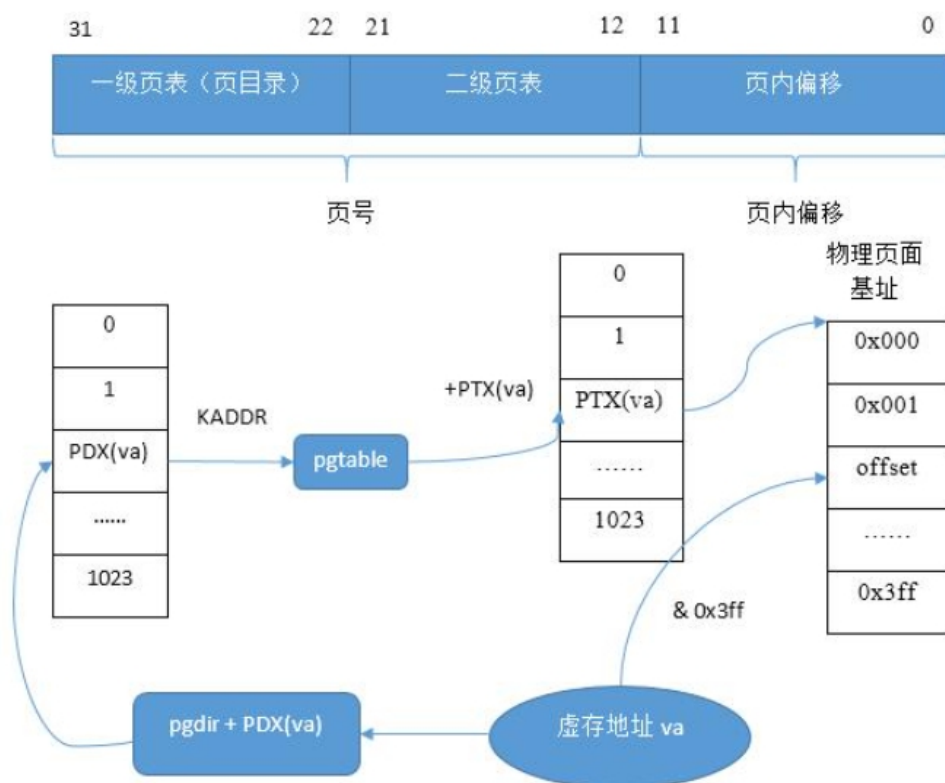 31 22 21 12 11 0
一级页表（页目录） 二级页表 页内偏移
页号 页内偏移
物理页面
基址
0
1
PDX(va)
……
1023
KADDR
pgtable
+PTX(va)
0
1
PTX(va)
……
1023
0x000
0x001
offset
……
0x3ff
& 0x3ff
pgdir + PDX(va)
虚存地址 va